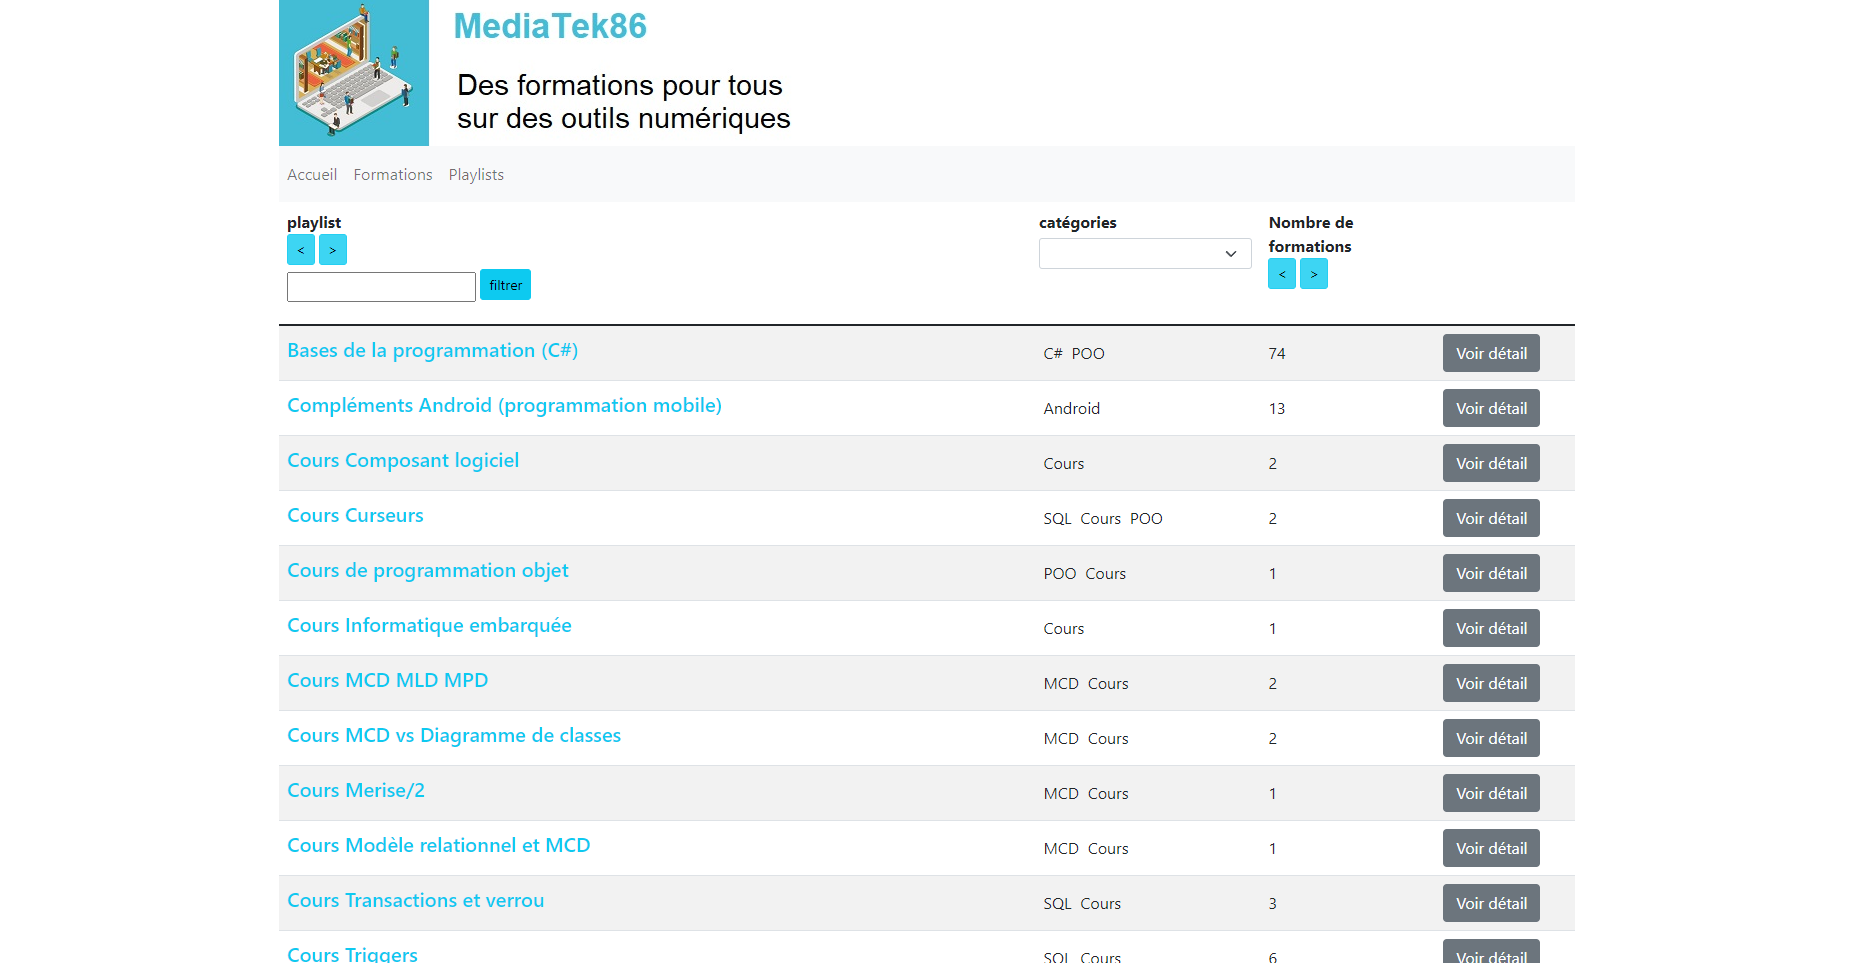 MediaTek86
Des formations pour tous
sur des outils numériques
Accueil Formations Playlists
playlist catégories Nombre de
formations
< > < >
filtrer
Bases de la programmation (C#) C# POO 74 Voir détail
Compléments Android (programmation mobile) Android 13 Voir détail
Cours Composant logiciel Cours 2 Voir détail
Cours Curseurs SQL Cours POO 2 Voir détail
Cours de programmation objet POO Cours 1 Voir détail
Cours Informatique embarquée Cours 1 Voir détail
Cours MCD MLD MPD MCD Cours 2 Voir détail
Cours MCD vs Diagramme de classes MCD Cours 2 Voir détail
Cours Merise/2 MCD Cours 1 Voir détail
Cours Modèle relationnel et MCD MCD Cours 1 Voir détail
Cours Transactions et verrou SQL Cours 3 Voir détail
Cours Triggers SQL Cours 6 Voir détail